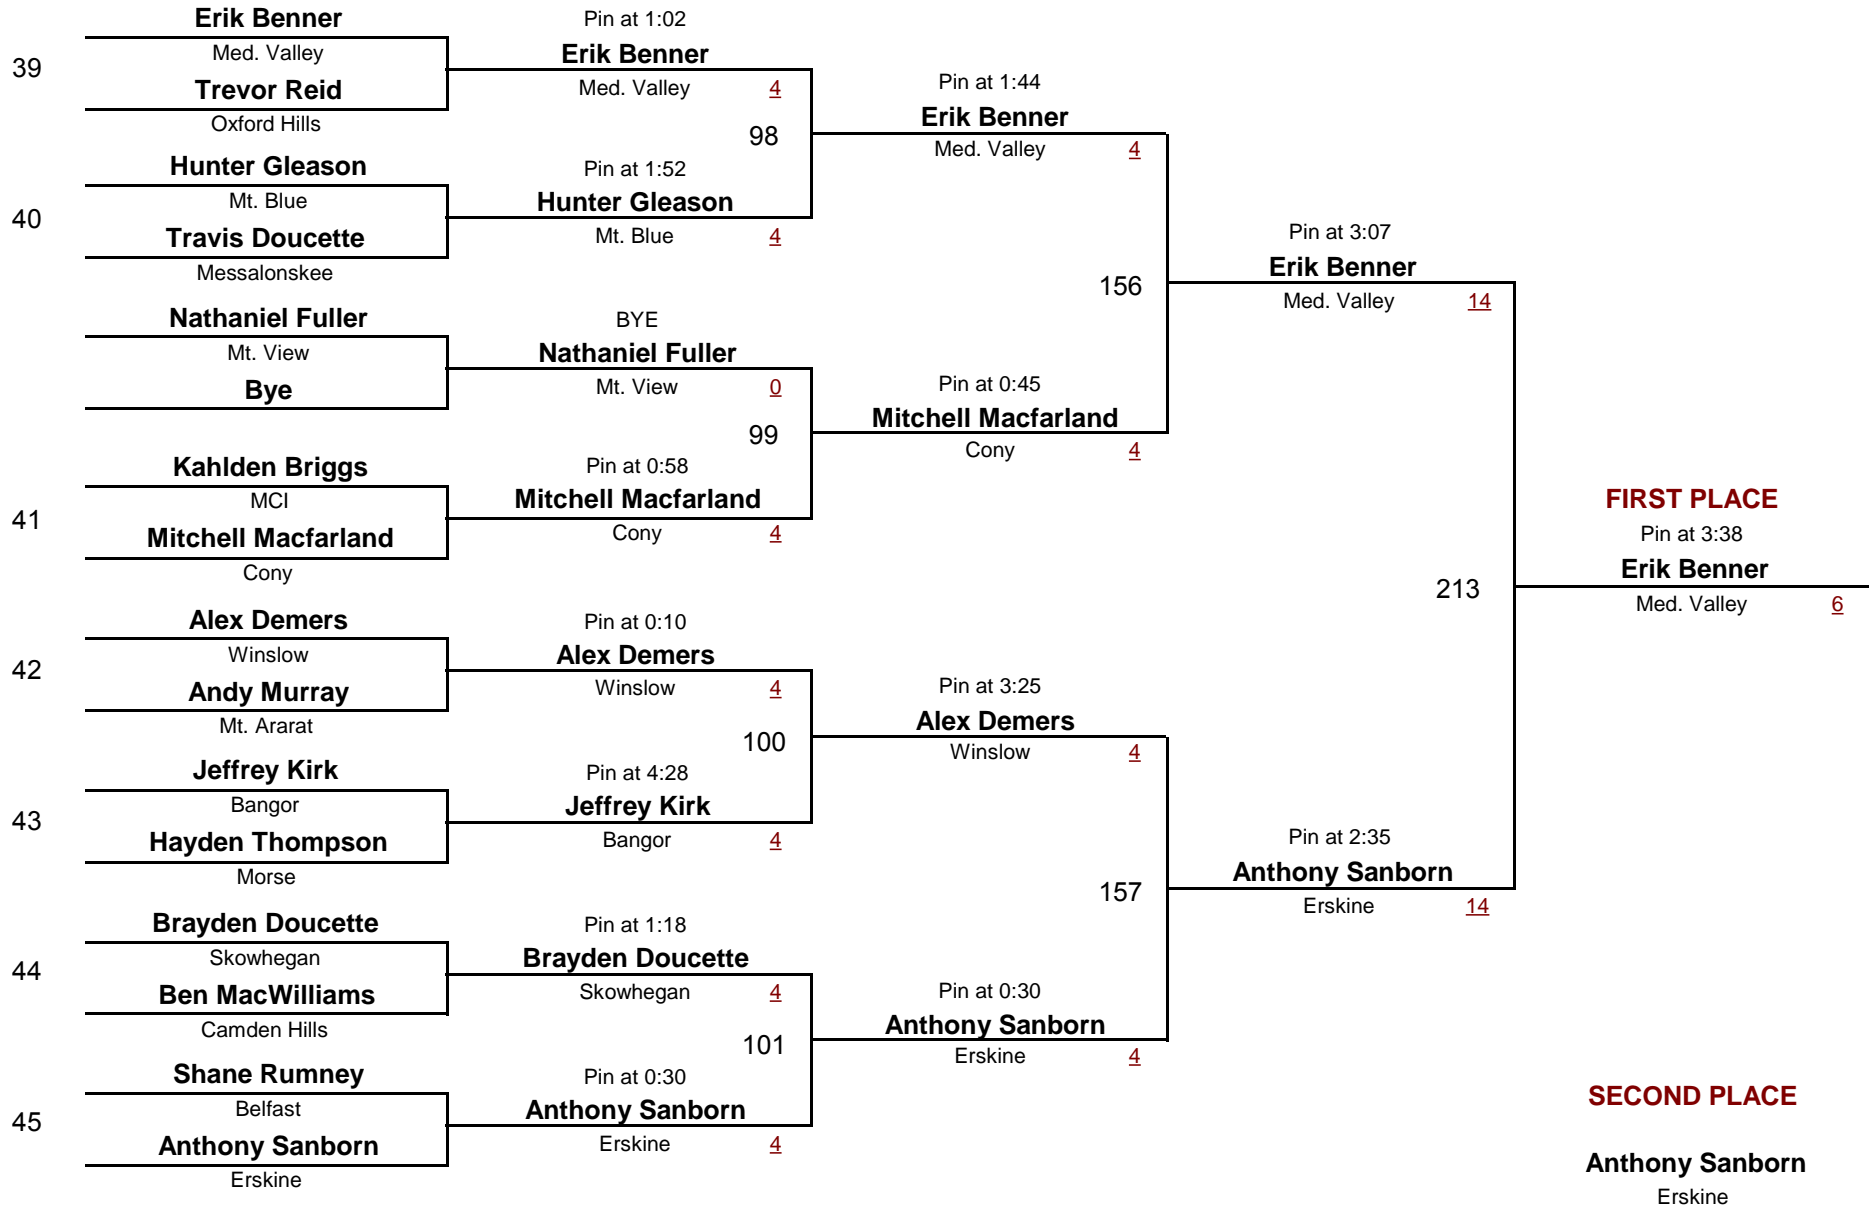 Erik Benner
Med. Valley
39
Trevor Reid
Oxford Hills
Hunter Gleason
Mt. Blue
40
Travis Doucette
Messalonskee
Nathaniel Fuller
Mt. View
Bye
Kahlden Briggs
MCI
41
Mitchell Macfarland
Cony
Alex Demers
Winslow
42
Andy Murray
Mt. Ararat
Jeffrey Kirk
Bangor
43
Hayden Thompson
Morse
Brayden Doucette
Skowhegan
44
Ben MacWilliams
Camden Hills
Shane Rumney
Belfast
45
Anthony Sanborn
Erskine
Pin at 1:02
Erik Benner
Med. Valley 4
98
Pin at 1:52
Hunter Gleason
Mt. Blue 4
BYE
Nathaniel Fuller
Mt. View 0
99
Pin at 0:58
Mitchell Macfarland
Cony 4
Pin at 0:10
Alex Demers
Winslow 4
100
Pin at 4:28
Jeffrey Kirk
Bangor 4
Pin at 1:18
Brayden Doucette
Skowhegan 4
101
Pin at 0:30
Anthony Sanborn
Erskine 4
Pin at 1:44
Erik Benner
Med. Valley 4
156
Pin at 0:45
Mitchell Macfarland
Cony 4
Pin at 3:25
Alex Demers
Winslow 4
157
Pin at 0:30
Anthony Sanborn
Erskine 4
Pin at 3:07
Erik Benner
Med. Valley 14
213
Pin at 2:35
Anthony Sanborn
Erskine 14
FIRST PLACE
Pin at 3:38
Erik Benner
Med. Valley 6
SECOND PLACE
Anthony Sanborn
Erskine